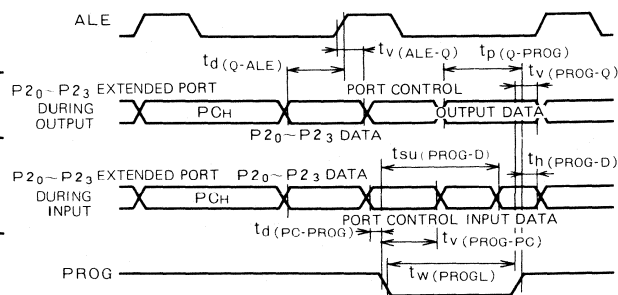 ALE
td(Q-ALE)
tv(ALE-Q)
tp(Q-PROG)
tv(PROG-Q)
P20~P23 EXTENDED PORT
DURING
OUTPUT
PORT CONTROL
PCH
OUTPUT DATA
P20~P23 DATA
tsu(PROG-D)
th(PROG-D)
P20~P23 EXTENDED PORT
DURING
INPUT
P20~P23 DATA
PCH
PORT CONTROL INPUT DATA
td(PC-PROG)
tv(PROG-PC)
PROG
tw(PROGL)